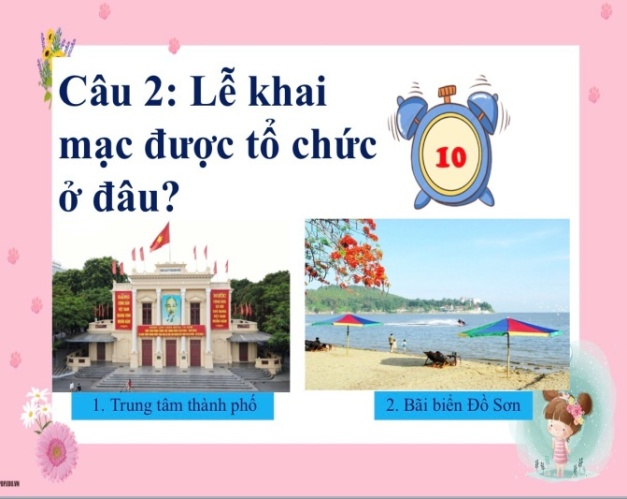 Câu 2: Lễ khai
mạc được tổ chức
ở đâu?
10
1. Trung tâm thành phố
2. Bãi biển Đồ Sơn